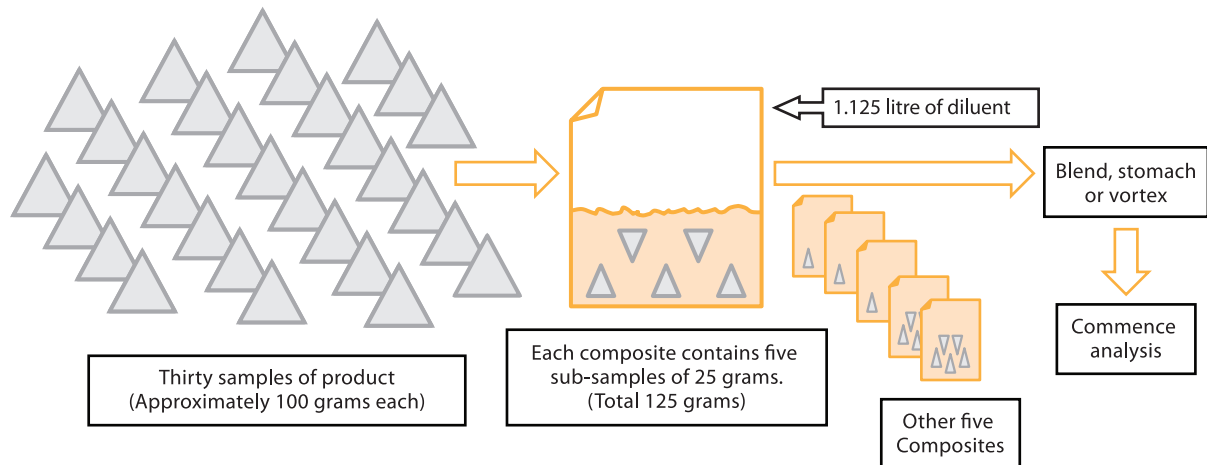 1.125 litre of diluent
Blend, stomach
or vortex
Commence
analysis
Thirty samples of product
(Approximately 100 grams each)
Each composite contains five
sub-samples of 25 grams.
(Total 125 grams)
Other five
Composites